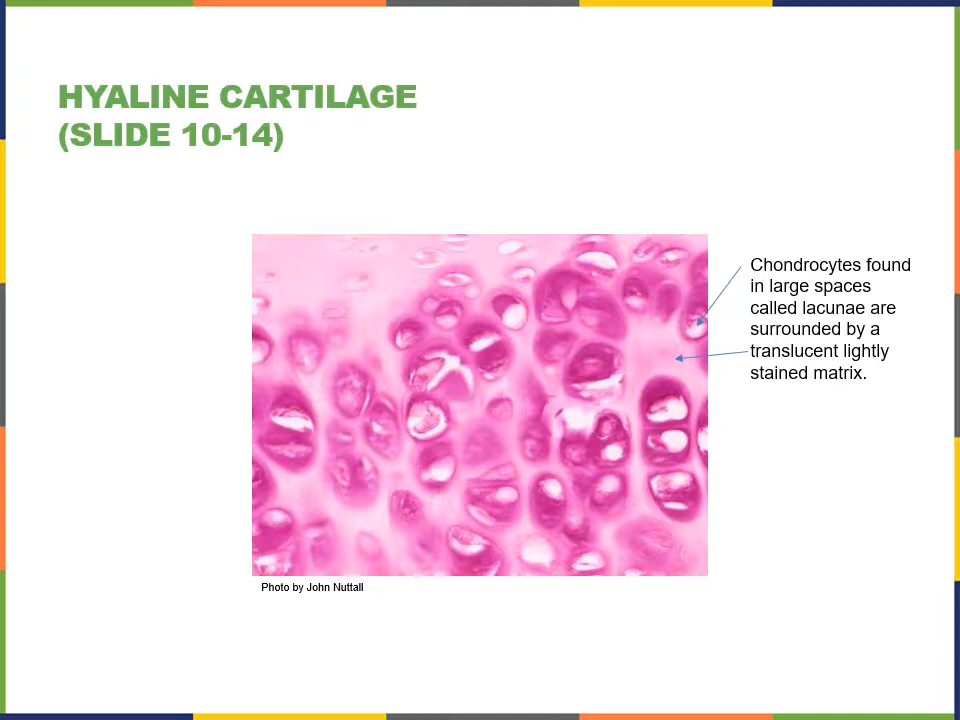 HYALINE CARTILAGE
(SLIDE 10-14)
Chondrocytes found
in large spaces
called lacunae are
surrounded by a
translucent lightly
stained matrix.
Photo by John Nuttall